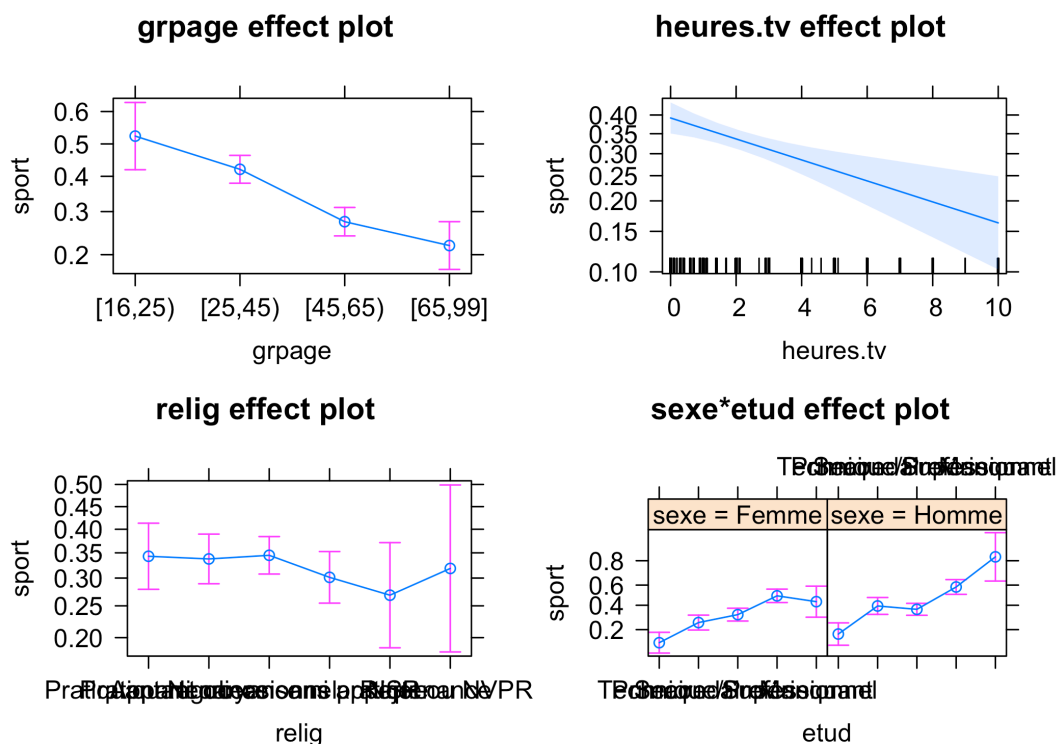 grpage effect plot
sport
0.6
0.5
0.4
0.3
0.2
[16,25) [25,45) [45,65) [65,99]
grpage
heures.tv effect plot
sport
0.40
0.35
0.30
0.25
0.20
0.15
0.10
0 2 4 6 8 10
heures.tv
relig effect plot
sport
0.50
0.45
0.40
0.35
0.30
0.25
0.20
relig
sexe*etud effect plot
sexe = Femme sexe = Homme
sport
0.8
0.6
0.4
0.2
etud